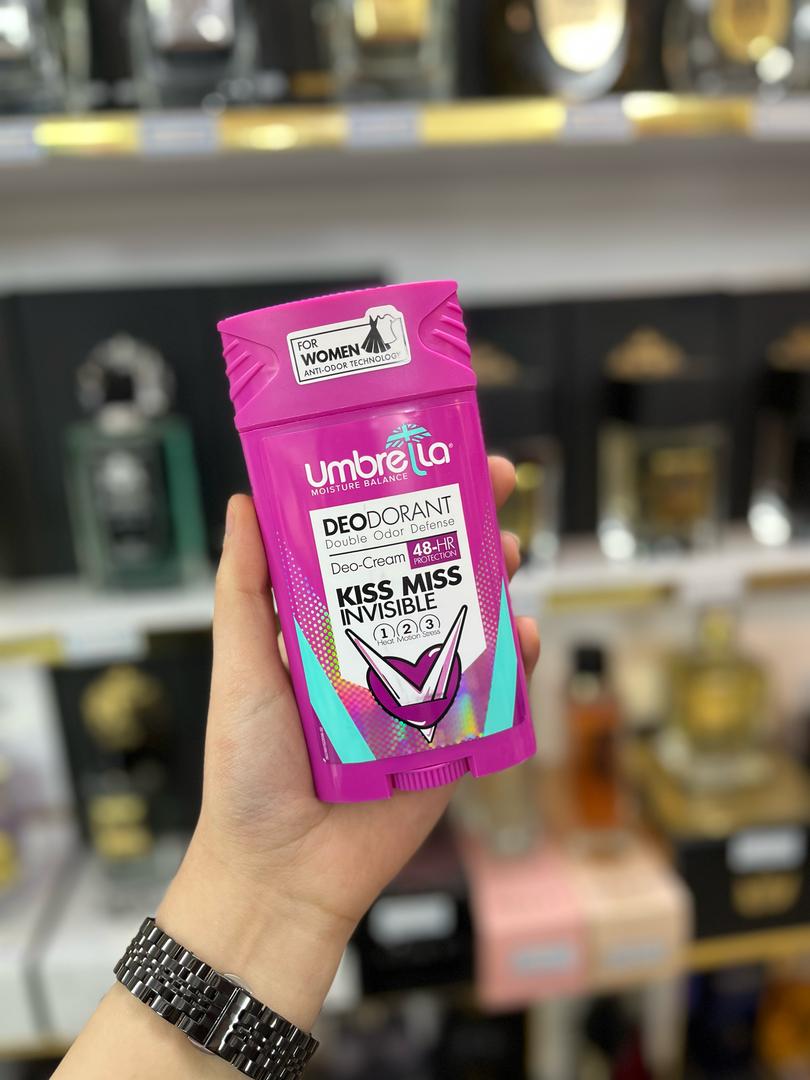 FOR
WOMEN
ANTI-ODOR TECHNOLOGY
Umbrella®
MOISTURE BALANCE
DEODORANT
Double Odor Defense
Deo-Cream 48-HR
PROTECTION
KISS MISS
INVISIBLE
1 2 3
Heat Motion Stress